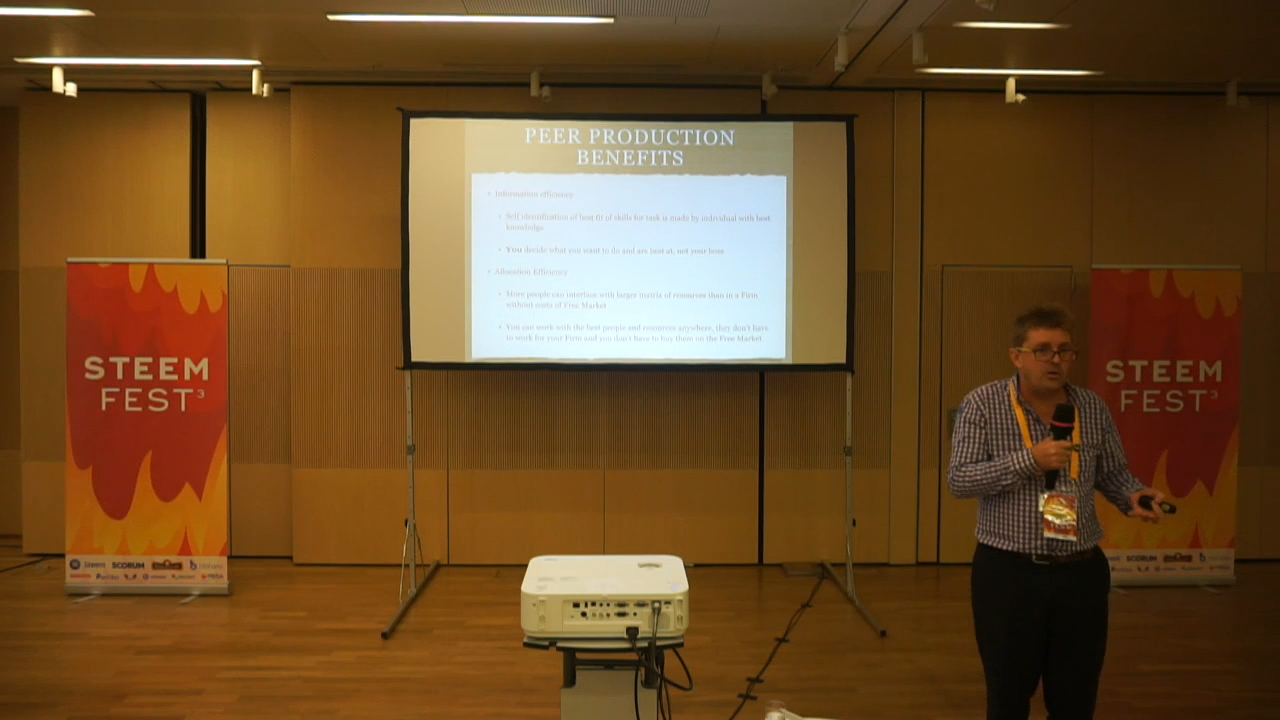 PEER PRODUCTION
BENEFITS
Information efficiency
Self identification of best fit of skills for task is made by individual with best
knowledge
You decide what you want to do and are best at, not your boss
Allocation Efficiency
More people can interface with larger matrix of resources than in a Firm
without costs of Free Market
You can work with the best people and resources anywhere, they don't have
to work for your Firm and you don't have to buy them on the Free Market
STEEM
FEST³
Steem SCORUM
STEEM
FEST³
SCORUM